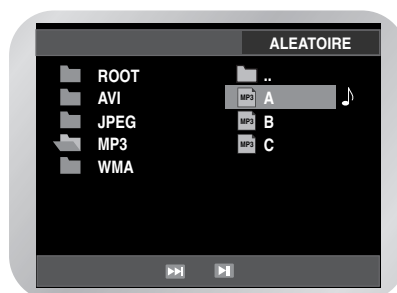 ALEATOIRE
ROOT
AVI
JPEG
MP3
WMA
..
MP3 A
MP3 B
MP3 C